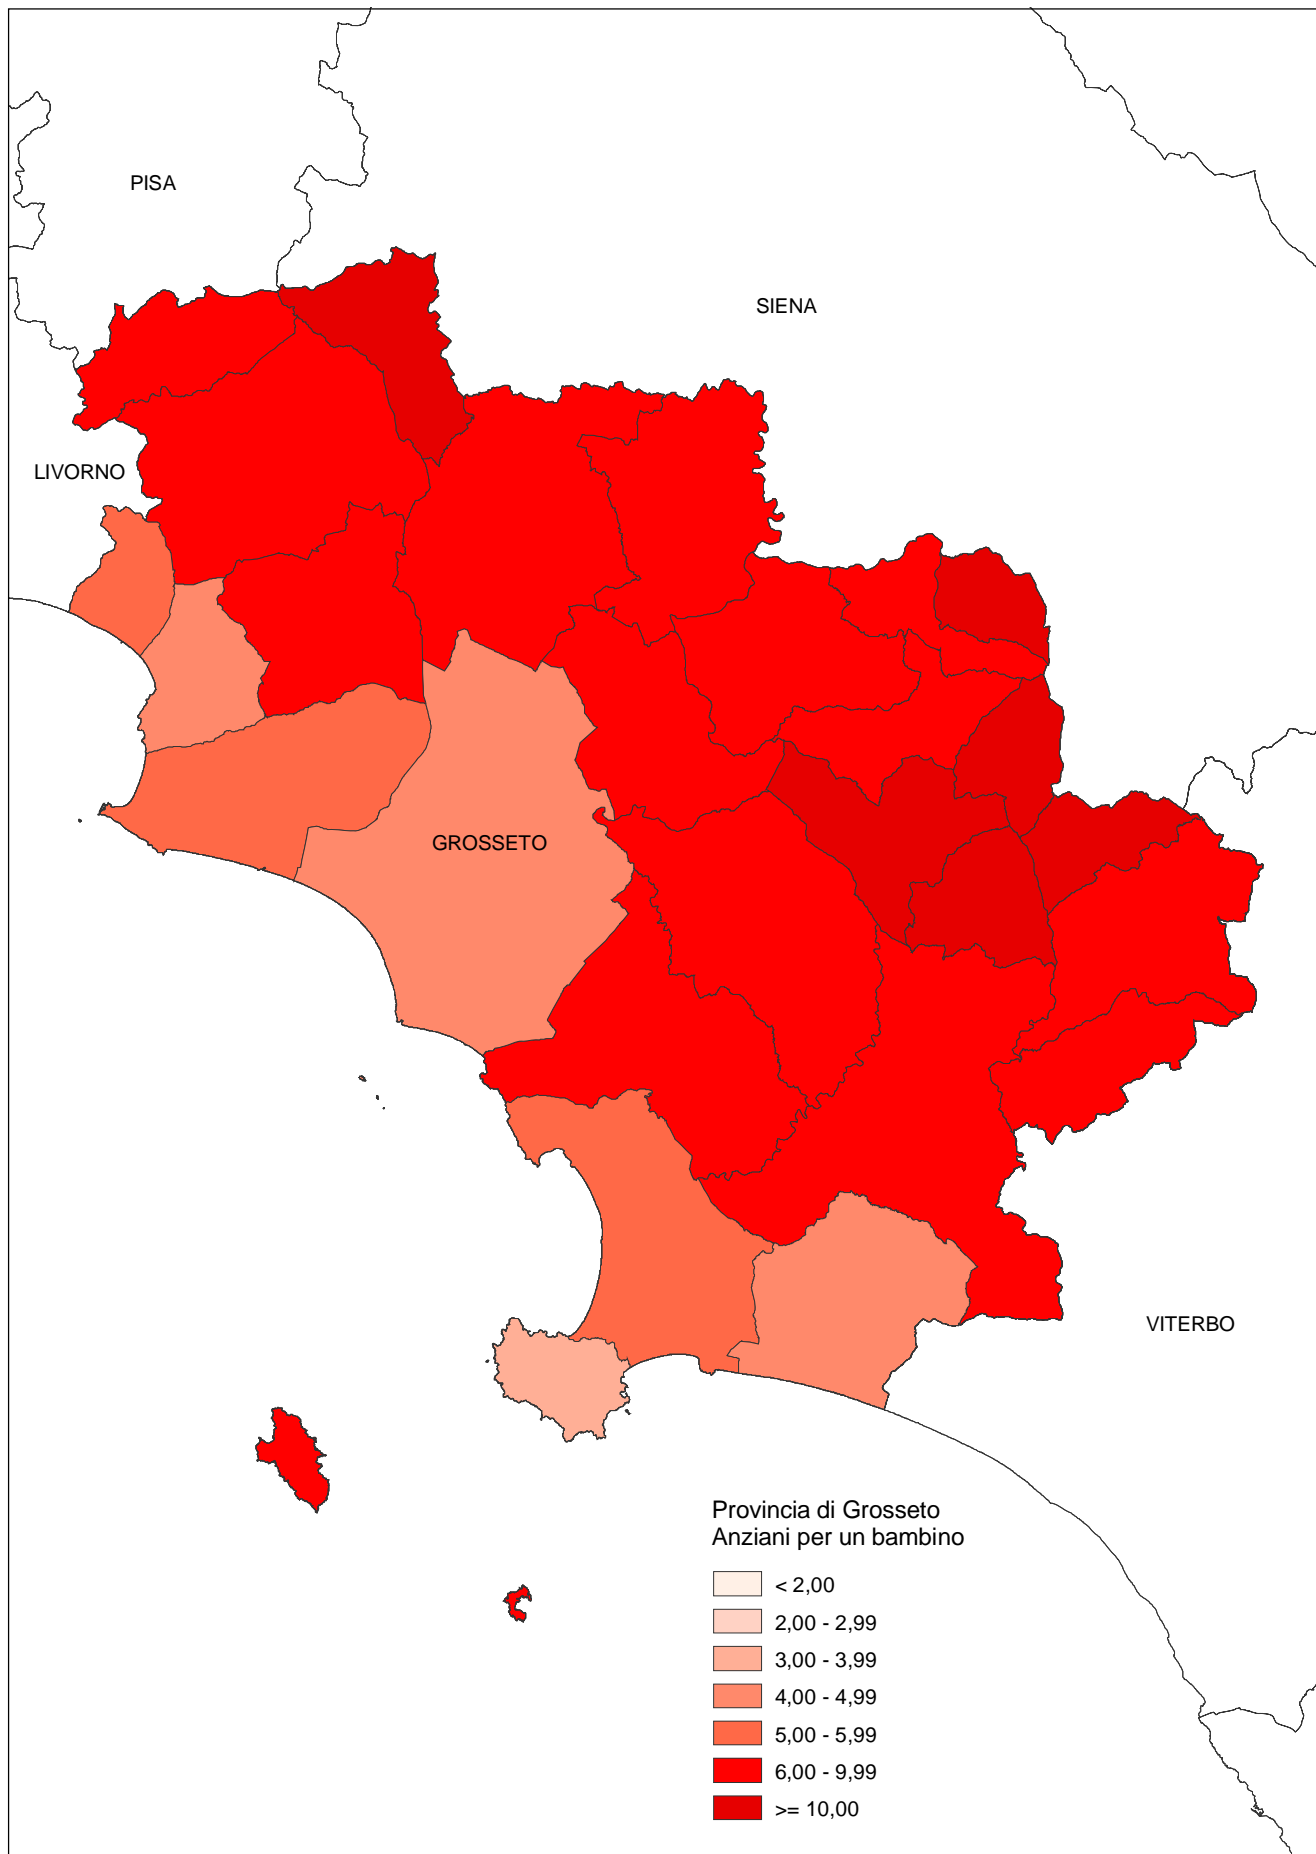 PISA
SIENA
LIVORNO
GROSSETO
VITERBO
Provincia di Grosseto
Anziani per un bambino
< 2,00
2,00 - 2,99
3,00 - 3,99
4,00 - 4,99
5,00 - 5,99
6,00 - 9,99
>= 10,00